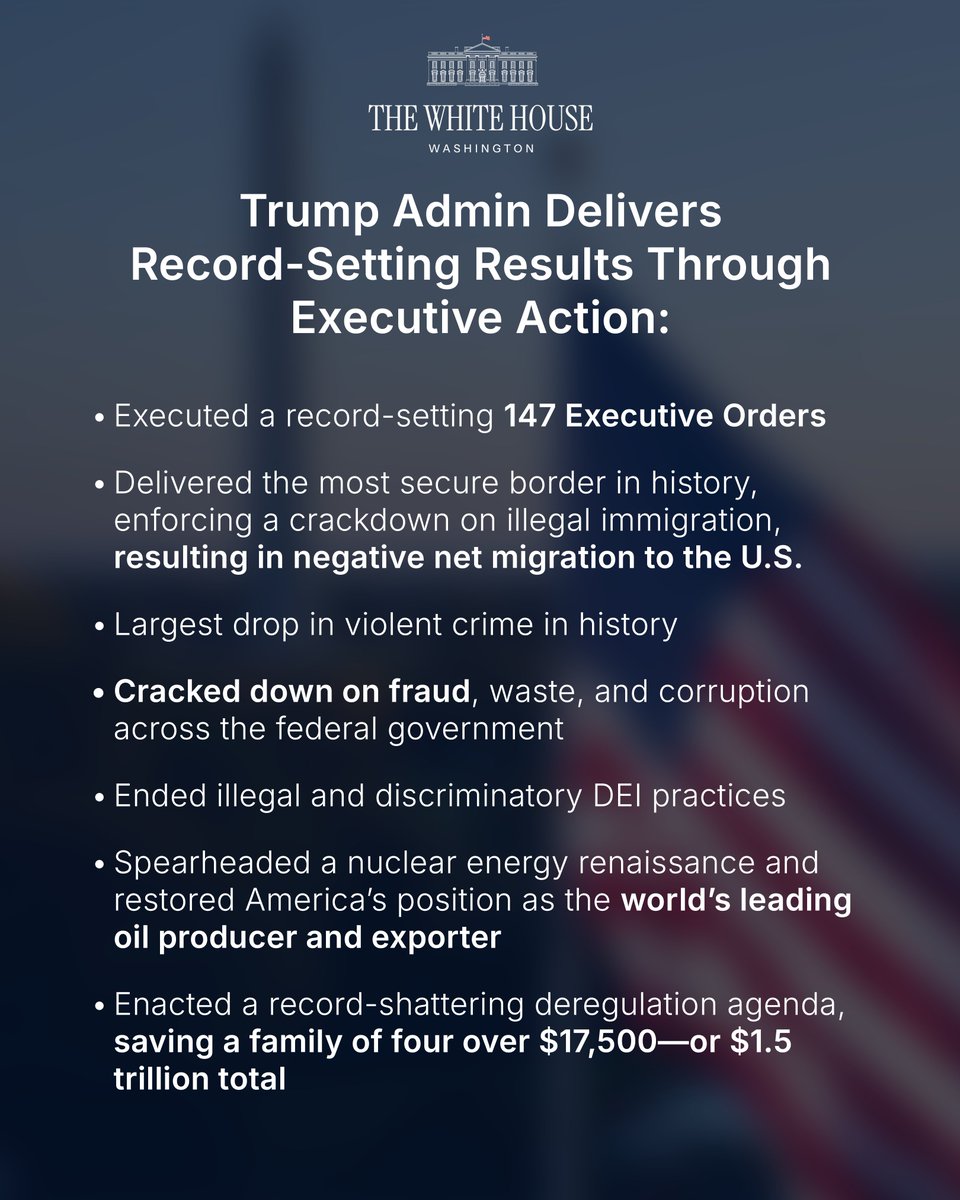 THE WHITE HOUSE
WASHINGTON
Trump Admin Delivers
Record-Setting Results Through
Executive Action:
• Executed a record-setting 147 Executive Orders
• Delivered the most secure border in history,
enforcing a crackdown on illegal immigration,
resulting in negative net migration to the U.S.
• Largest drop in violent crime in history
• Cracked down on fraud, waste, and corruption
across the federal government
• Ended illegal and discriminatory DEI practices
• Spearheaded a nuclear energy renaissance and
restored America’s position as the world’s leading
oil producer and exporter
• Enacted a record-shattering deregulation agenda,
saving a family of four over $17,500—or $1.5
trillion total